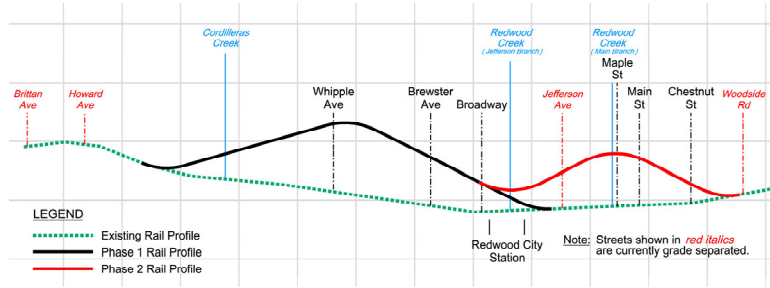 Cordilleras
Creek
Redwood
Creek
( Jefferson Branch )
Redwood
Creek
( Main Branch )
Maple
St
Brittan
Ave
Howard
Ave
Whipple
Ave
Brewster
Ave
Broadway
Jefferson
Ave
Main
St
Chestnut
St
Woodside
Rd
LEGEND
Existing Rail Profile
Phase 1 Rail Profile
Phase 2 Rail Profile
Redwood City
Station
Note: Streets shown in red italics
are currently grade separated.